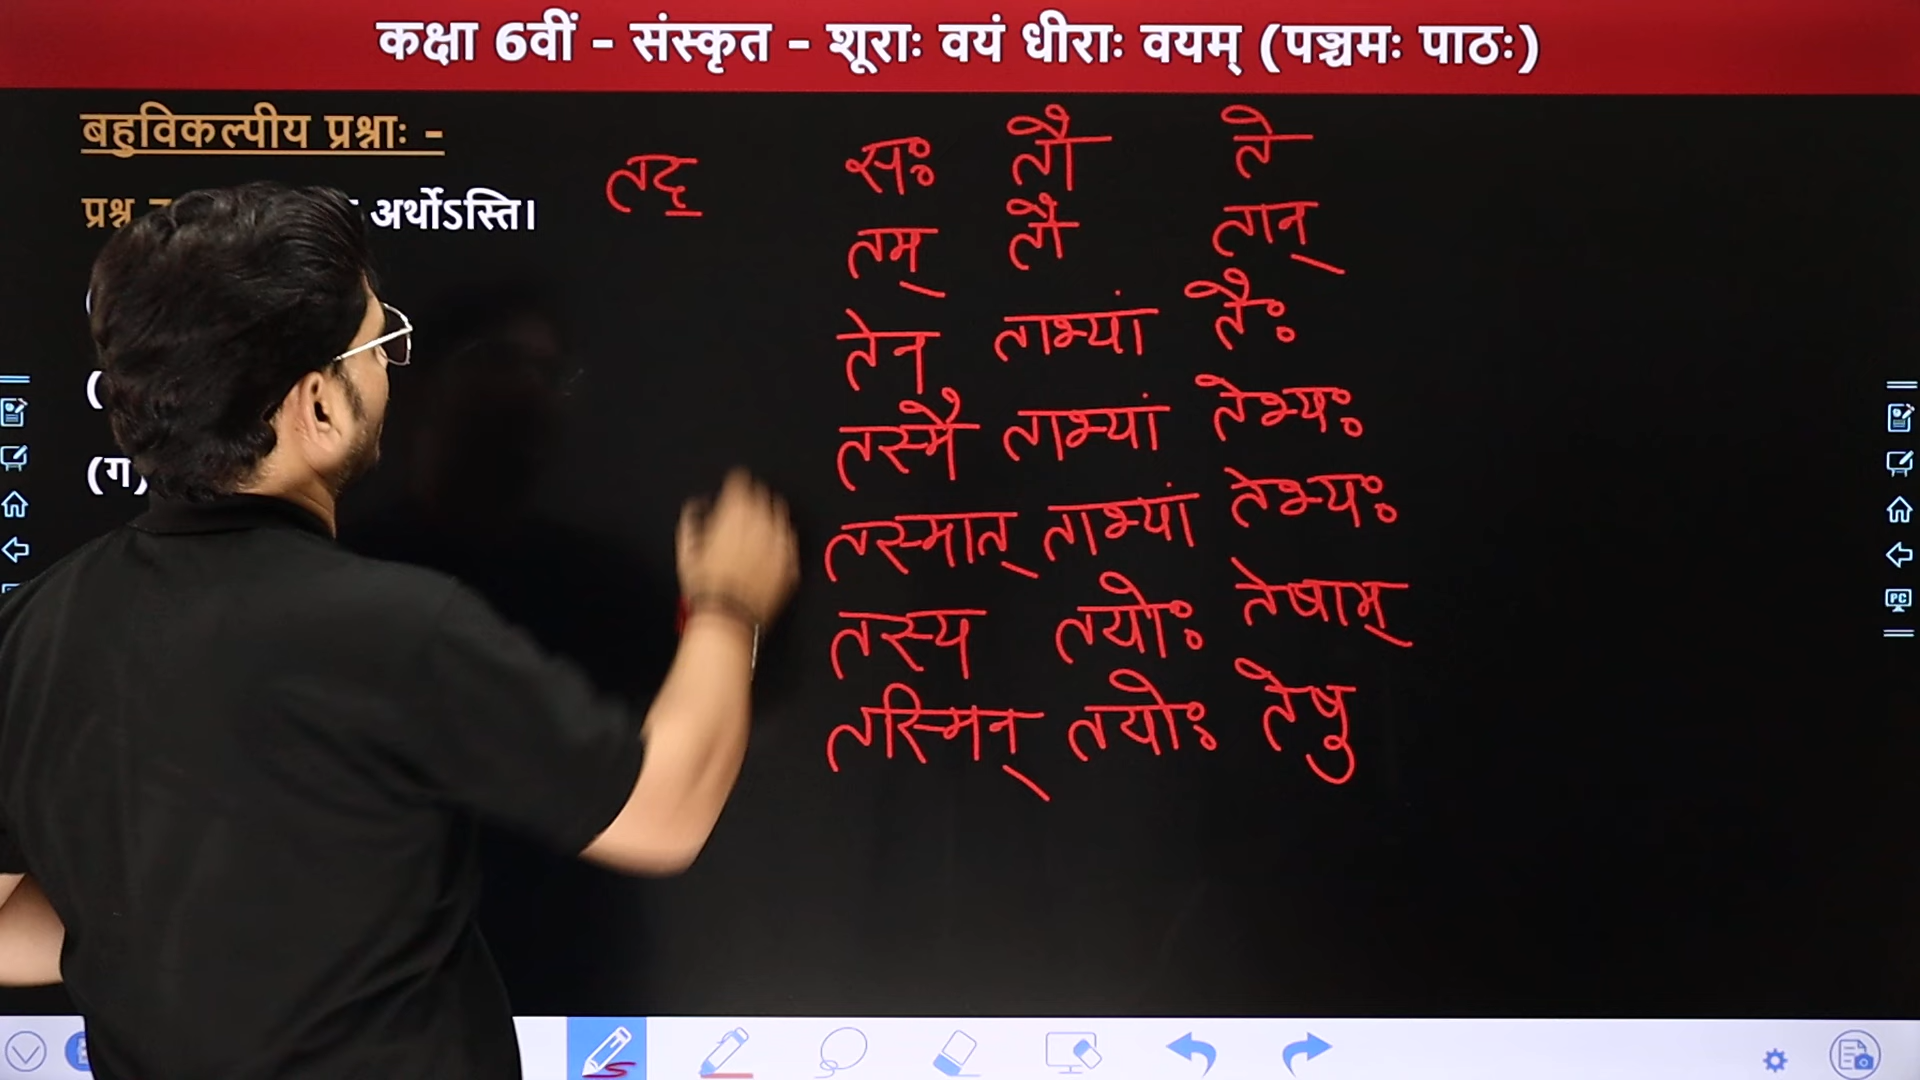 कक्षा 6वीं - संस्कृत - शूराः वयं धीराः वयम् (पञ्चमः पाठः)
बहुविकल्पीय प्रश्नाः -
प्रश्न अर्थोऽस्ति।
(ग)
तद्
सः तौ ते
तम् तौ तान्
तेन ताभ्यां तैः
तस्मै ताभ्यां तेभ्यः
तस्मात् ताभ्यां तेभ्यः
तस्य तयोः तेषाम्
तस्मिन् तयोः तेषु
PC